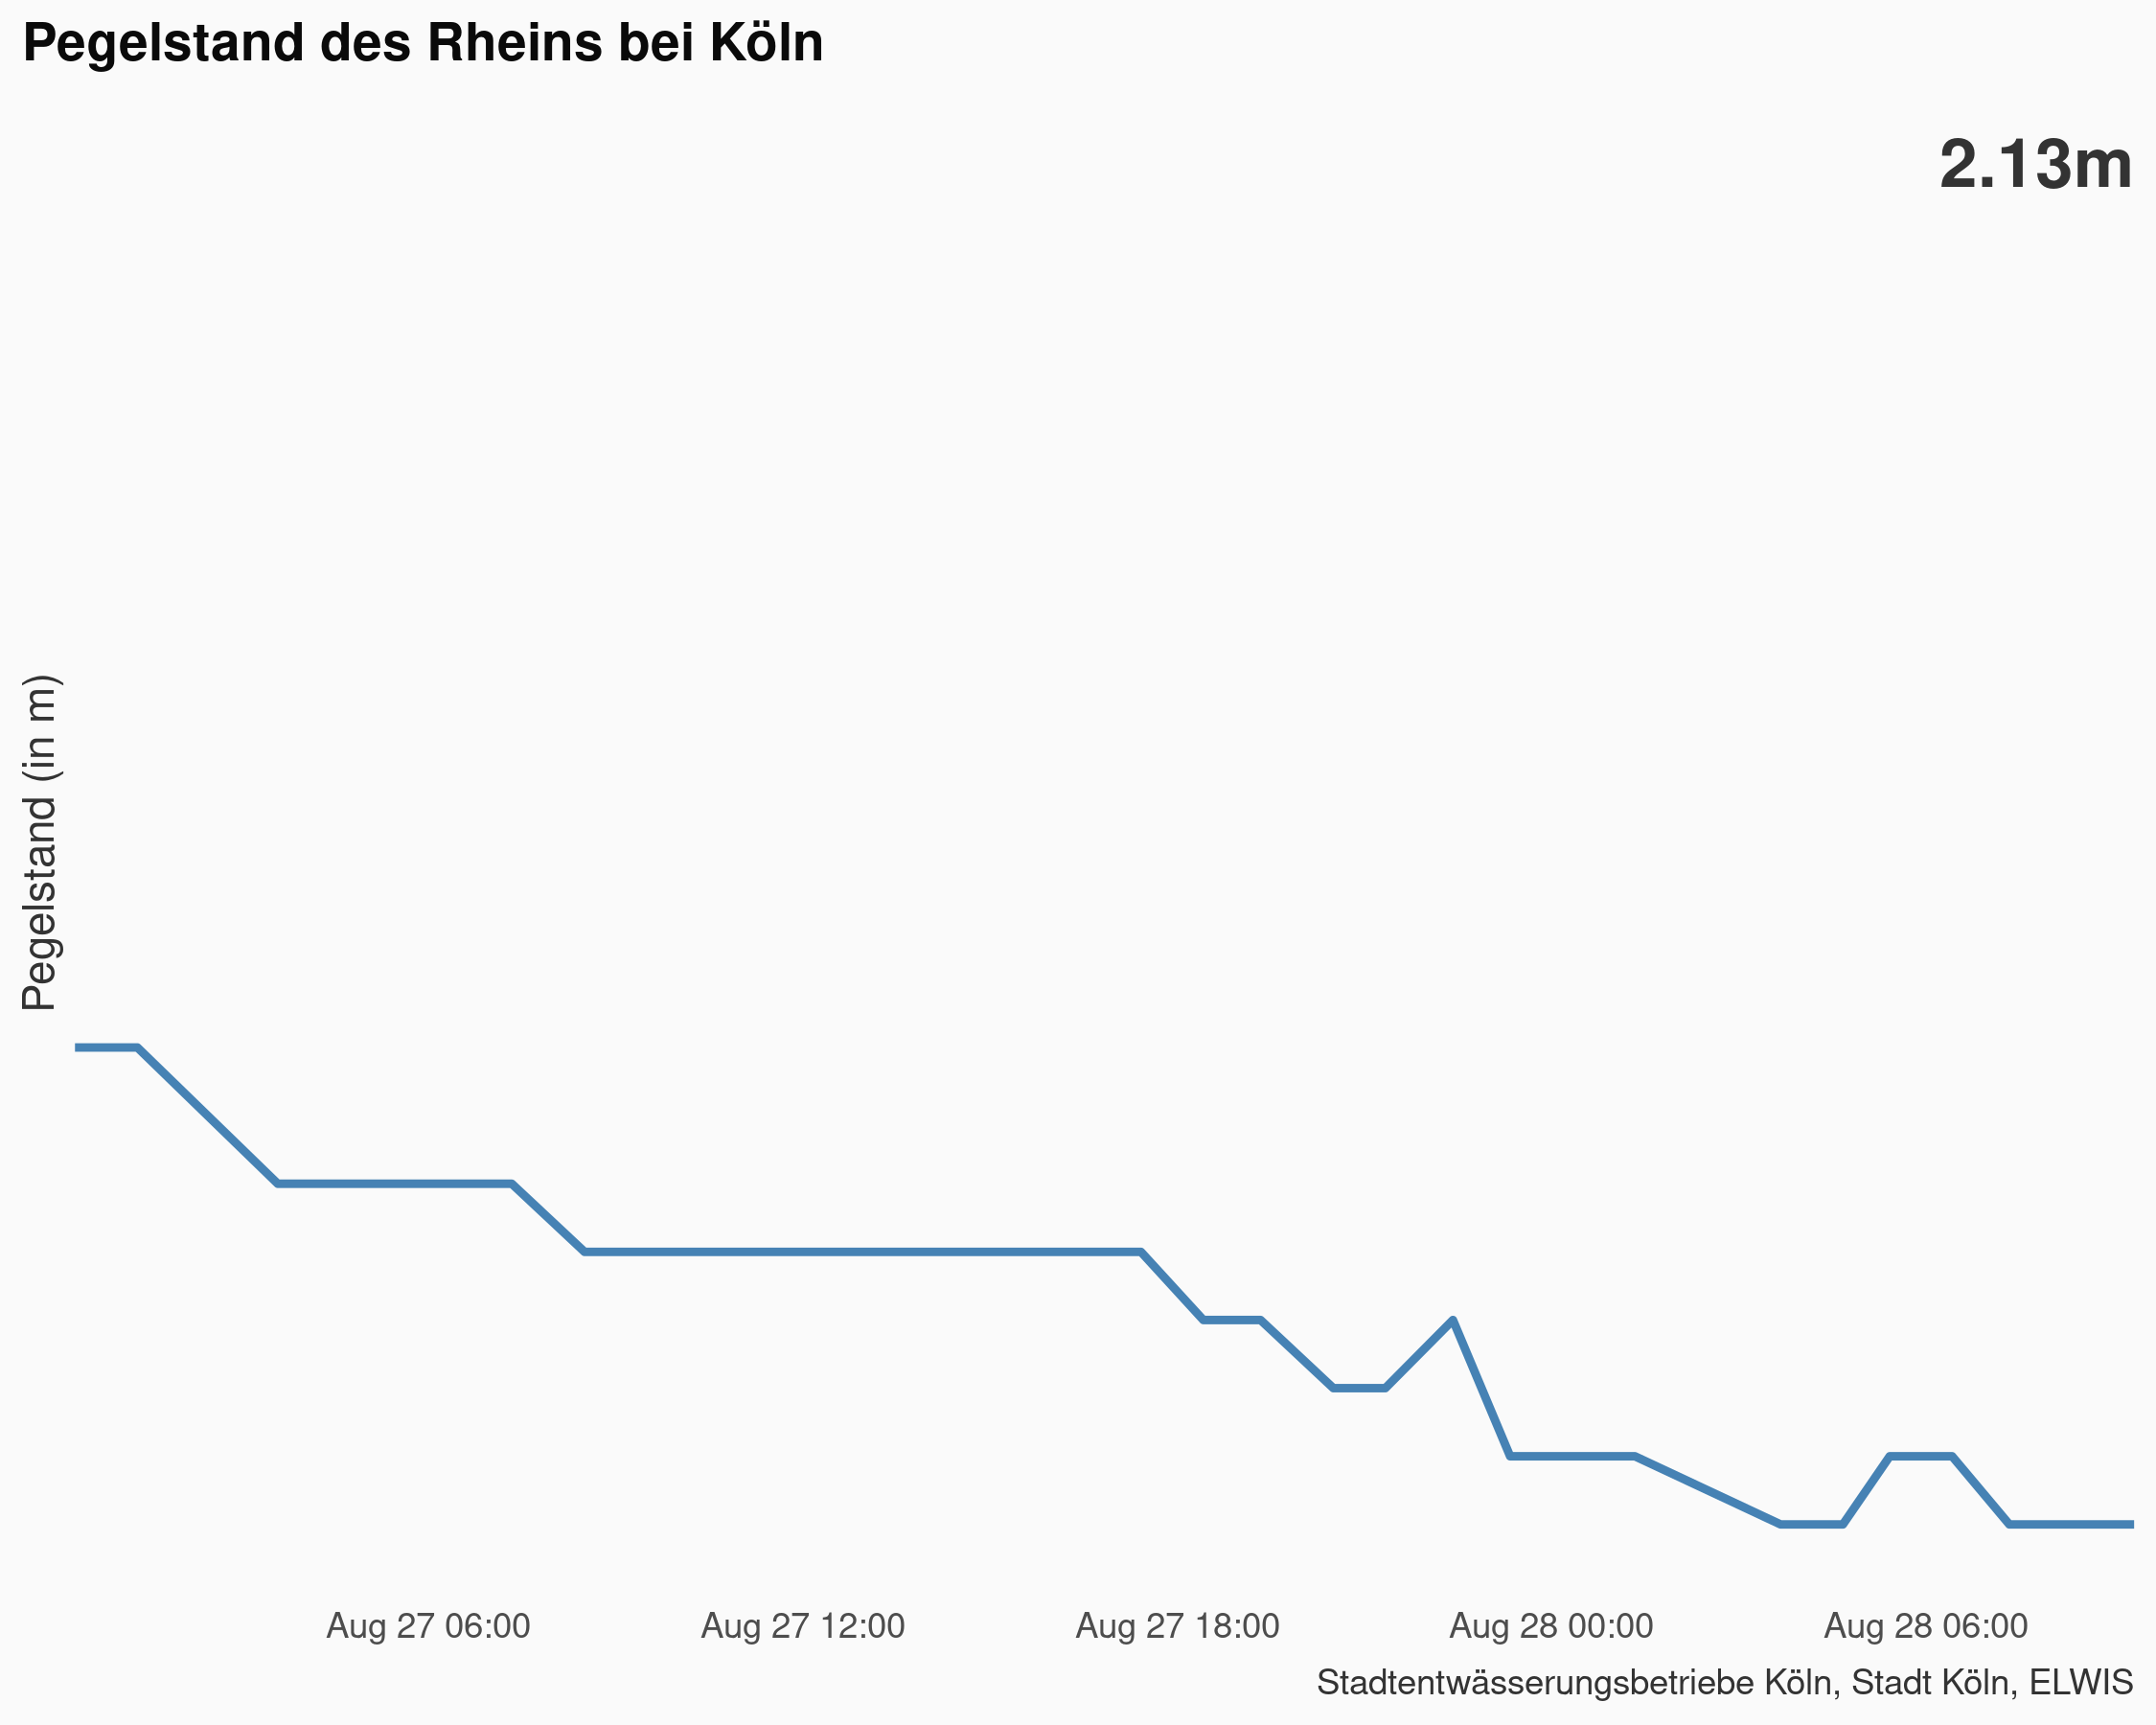 Pegelstand des Rheins bei Köln
2.13m
Pegelstand (in m)
Aug 27 06:00
Aug 27 12:00
Aug 27 18:00
Aug 28 00:00
Aug 28 06:00
Stadtentwässerungsbetriebe Köln, Stadt Köln, ELWIS